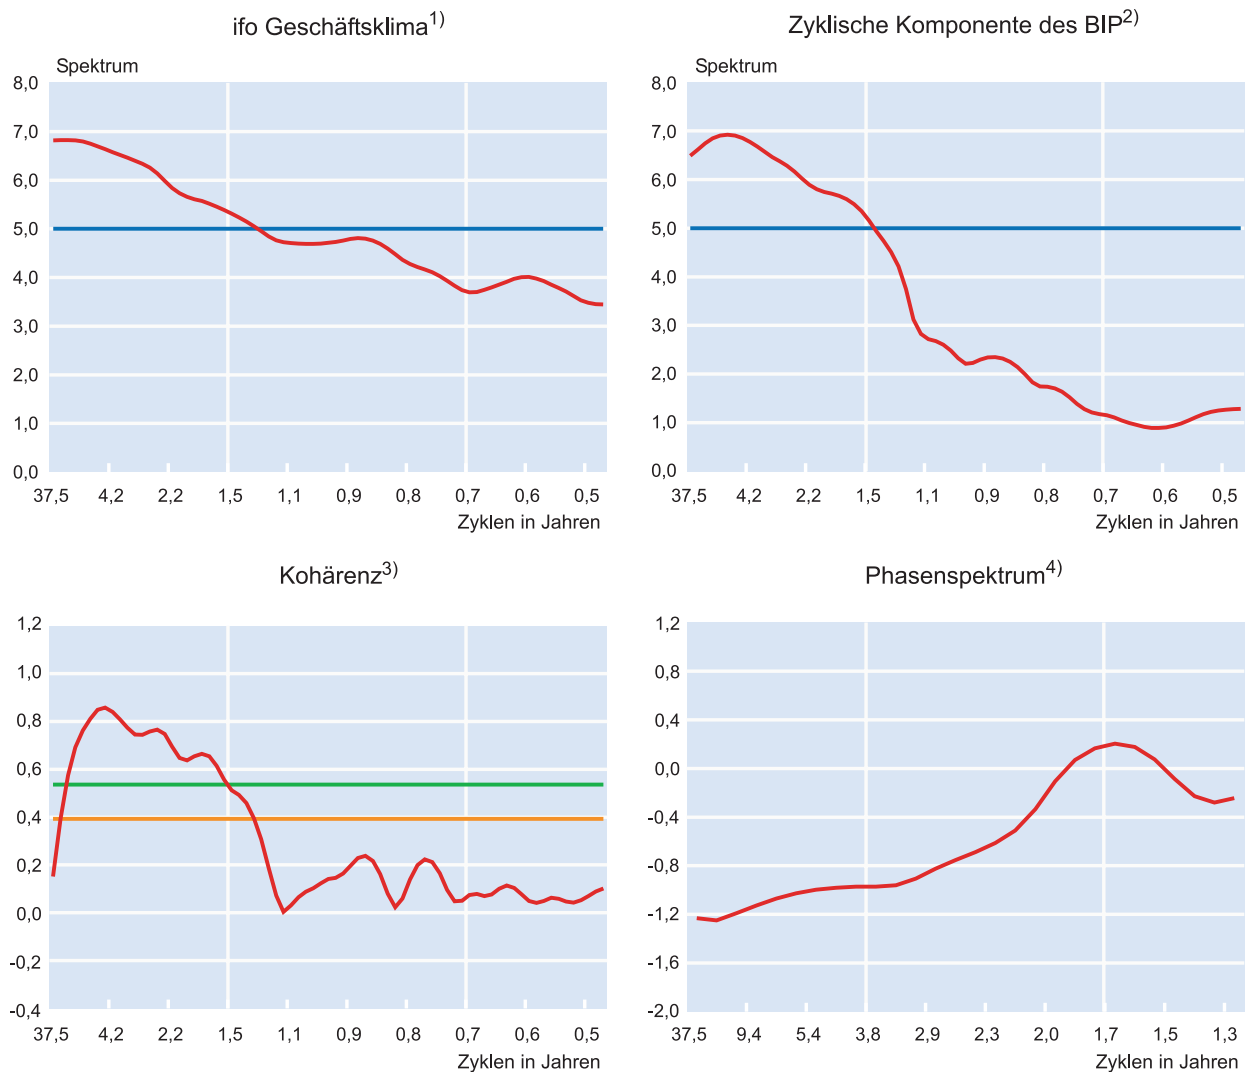 ifo Geschäftsklima1)
Spektrum
8,0
7,0
6,0
5,0
4,0
3,0
2,0
1,0
0,0
37,5 4,2 2,2 1,5 1,1 0,9 0,8 0,7 0,6 0,5
Zyklen in Jahren
Zyklische Komponente des BIP2)
Spektrum
8,0
7,0
6,0
5,0
4,0
3,0
2,0
1,0
0,0
37,5 4,2 2,2 1,5 1,1 0,9 0,8 0,7 0,6 0,5
Zyklen in Jahren
Kohärenz3)
1,2
1,0
0,8
0,6
0,4
0,2
0,0
-0,2
-0,4
37,5 4,2 2,2 1,5 1,1 0,9 0,8 0,7 0,6 0,5
Zyklen in Jahren
Phasenspektrum4)
1,2
0,8
0,4
0,0
-0,4
-0,8
-1,2
-1,6
-2,0
37,5 9,4 5,4 3,8 2,9 2,3 2,0 1,7 1,5 1,3
Zyklen in Jahren